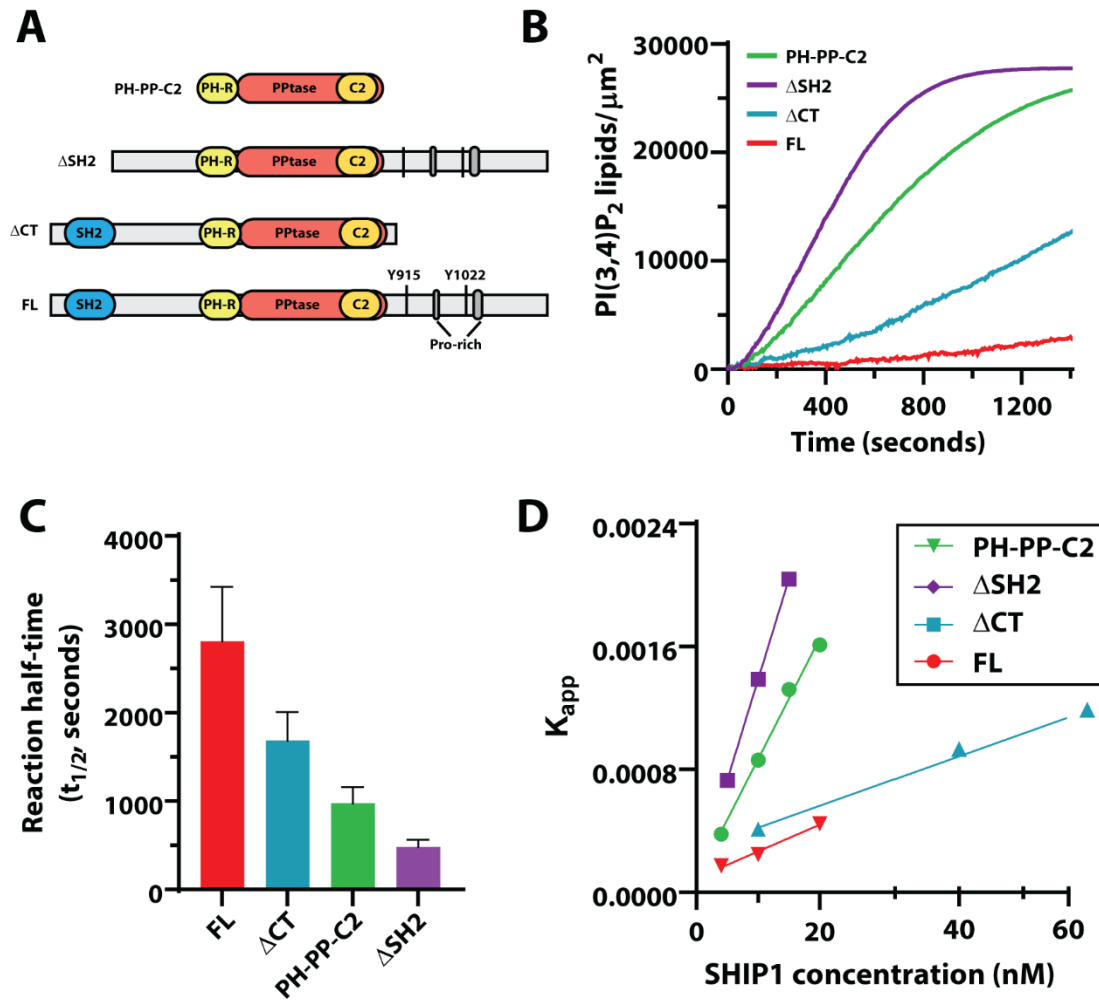 A
PH-PP-C2
PH-R PPtase C2
ΔSH2
PH-R PPtase C2
ΔCT
SH2 PH-R PPtase C2
Y915 Y1022
FL
SH2 PH-R PPtase C2
Pro-rich
B
PI(3,4)P2 lipids/μm2
30000
20000
10000
0
PH-PP-C2
ΔSH2
ΔCT
FL
0 400 800 1200
Time (seconds)
C
Reaction half-time
(t1/2, seconds)
4000
3000
2000
1000
0
FL
ΔCT
PH-PP-C2
ΔSH2
D
Kapp
0.0024
0.0016
0.0008
0.0000
PH-PP-C2
ΔSH2
ΔCT
FL
0 10 20 40 60
SHIP1 concentration (nM)